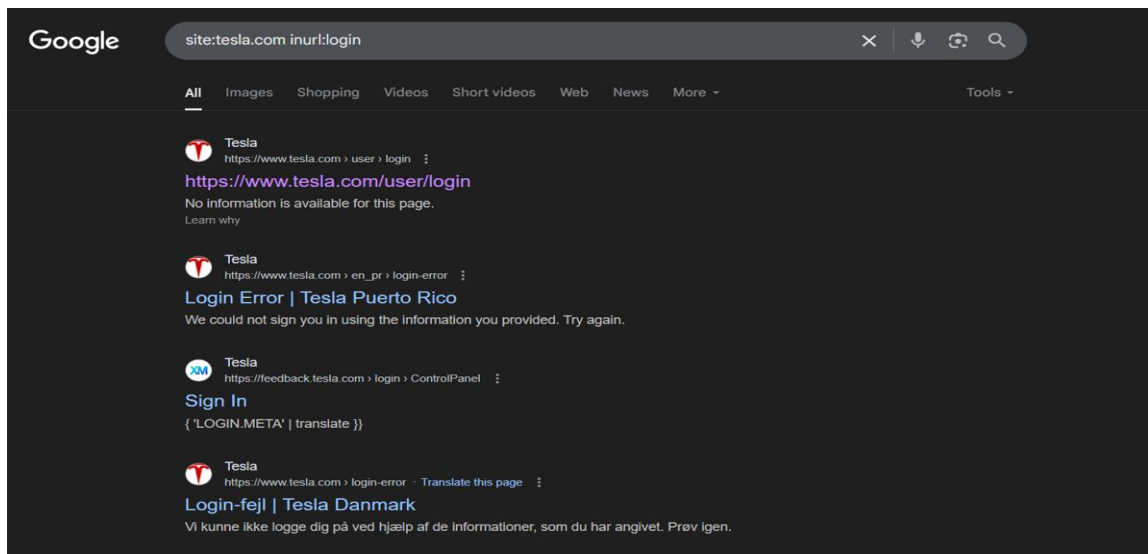 Google
site:tesla.com inurl:login
All Images Shopping Videos Short videos Web News More Tools
Tesla
https://www.tesla.com › user › login
https://www.tesla.com/user/login
No information is available for this page.
Learn why
Tesla
https://www.tesla.com › en_pr › login-error
Login Error | Tesla Puerto Rico
We could not sign you in using the information you provided. Try again.
XM
Tesla
https://feedback.tesla.com › login › ControlPanel
Sign In
{ 'LOGIN.META' | translate }}
Tesla
https://www.tesla.com › login-error · Translate this page
Login-fejl | Tesla Danmark
Vi kunne ikke logge dig på ved hjælp af de informationer, som du har angivet. Prøv igen.